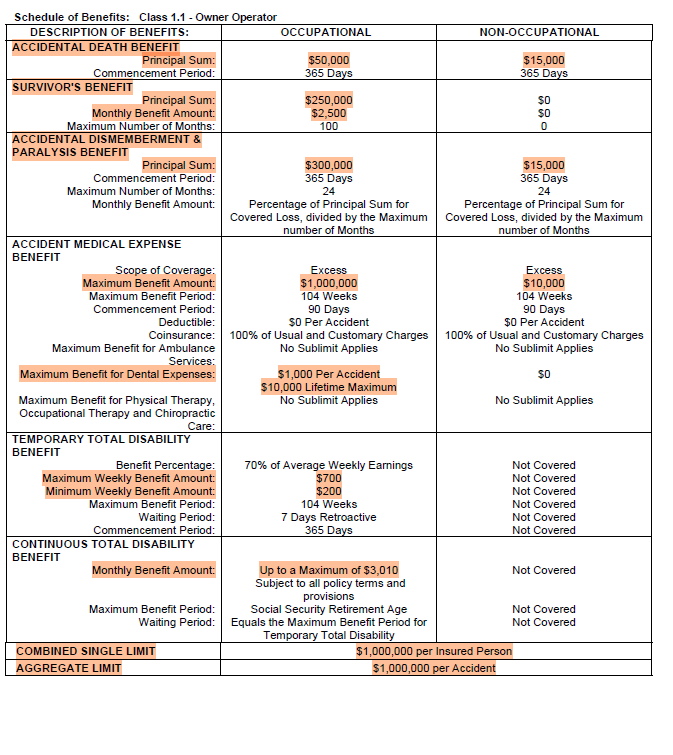 Schedule of Benefits: Class 1.1 - Owner Operator
DESCRIPTION OF BENEFITS: OCCUPATIONAL NON-OCCUPATIONAL
ACCIDENTAL DEATH BENEFIT
Principal Sum: $50,000 $15,000
Commencement Period: 365 Days 365 Days
SURVIVOR'S BENEFIT
Principal Sum: $250,000 $0
Monthly Benefit Amount: $2,500 $0
Maximum Number of Months: 100 0
ACCIDENTAL DISMEMBERMENT &
PARALYSIS BENEFIT
Principal Sum: $300,000 $15,000
Commencement Period: 365 Days 365 Days
Maximum Number of Months: 24 24
Monthly Benefit Amount: Percentage of Principal Sum for Percentage of Principal Sum for
Covered Loss, divided by the Maximum Covered Loss, divided by the Maximum
number of Months number of Months
ACCIDENT MEDICAL EXPENSE
BENEFIT
Scope of Coverage: Excess Excess
Maximum Benefit Amount: $1,000,000 $10,000
Maximum Benefit Period: 104 Weeks 104 Weeks
Commencement Period: 90 Days 90 Days
Deductible: $0 Per Accident $0 Per Accident
Coinsurance: 100% of Usual and Customary Charges 100% of Usual and Customary Charges
Maximum Benefit for Ambulance No Sublimit Applies No Sublimit Applies
Services:
Maximum Benefit for Dental Expenses: $1,000 Per Accident $0
$10,000 Lifetime Maximum
Maximum Benefit for Physical Therapy, No Sublimit Applies No Sublimit Applies
Occupational Therapy and Chiropractic
Care:
TEMPORARY TOTAL DISABILITY
BENEFIT
Benefit Percentage: 70% of Average Weekly Earnings Not Covered
Maximum Weekly Benefit Amount: $700 Not Covered
Minimum Weekly Benefit Amount: $200 Not Covered
Maximum Benefit Period: 104 Weeks Not Covered
Waiting Period: 7 Days Retroactive Not Covered
Commencement Period: 365 Days Not Covered
CONTINUOUS TOTAL DISABILITY
BENEFIT
Monthly Benefit Amount: Up to a Maximum of $3,010 Not Covered
Subject to all policy terms and
provisions
Maximum Benefit Period: Social Security Retirement Age Not Covered
Waiting Period: Equals the Maximum Benefit Period for Not Covered
Temporary Total Disability
COMBINED SINGLE LIMIT $1,000,000 per Insured Person
AGGREGATE LIMIT $1,000,000 per Accident